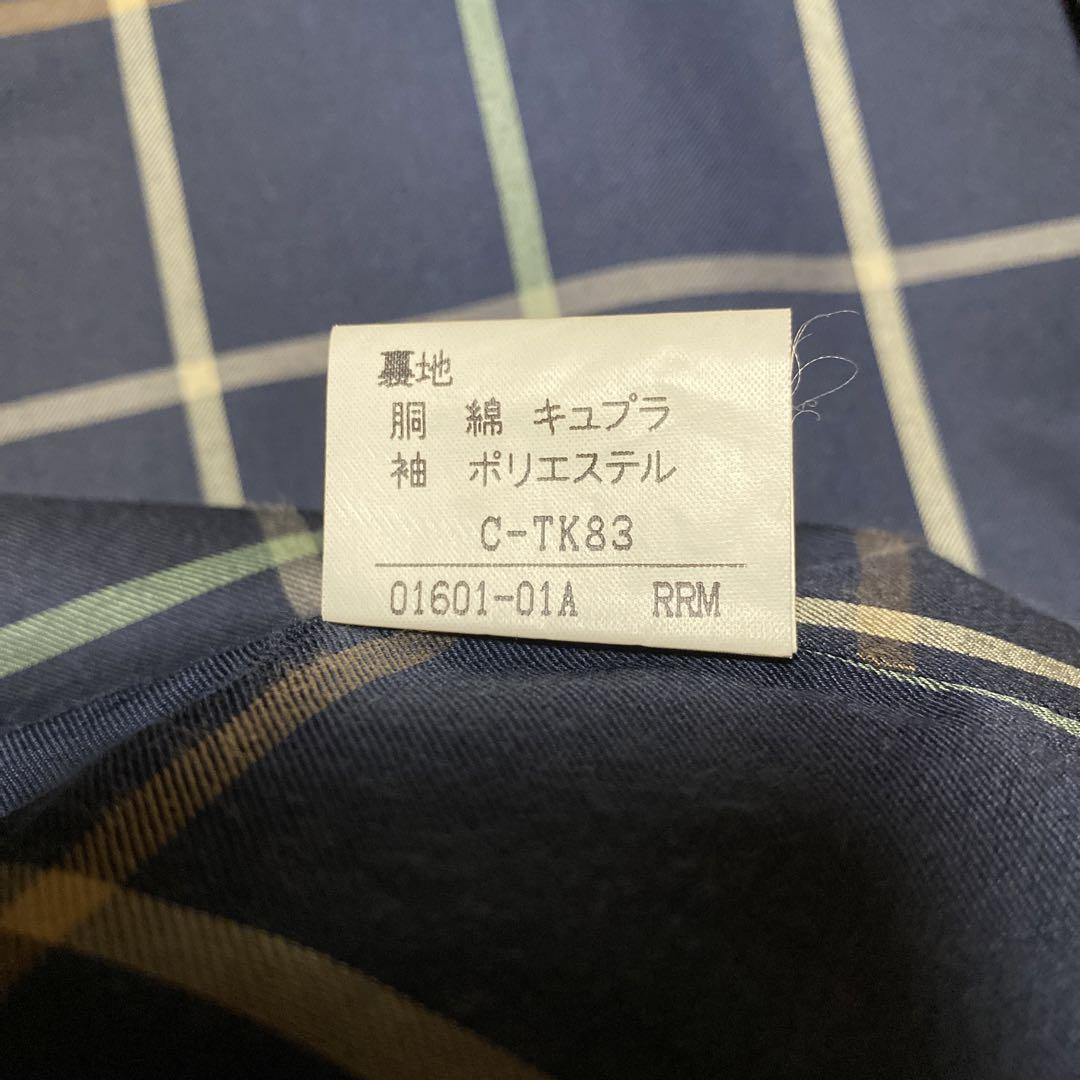 裏地
胴 綿 キュプラ
袖 ポリエステル
C-TK83
01601-01A RRM